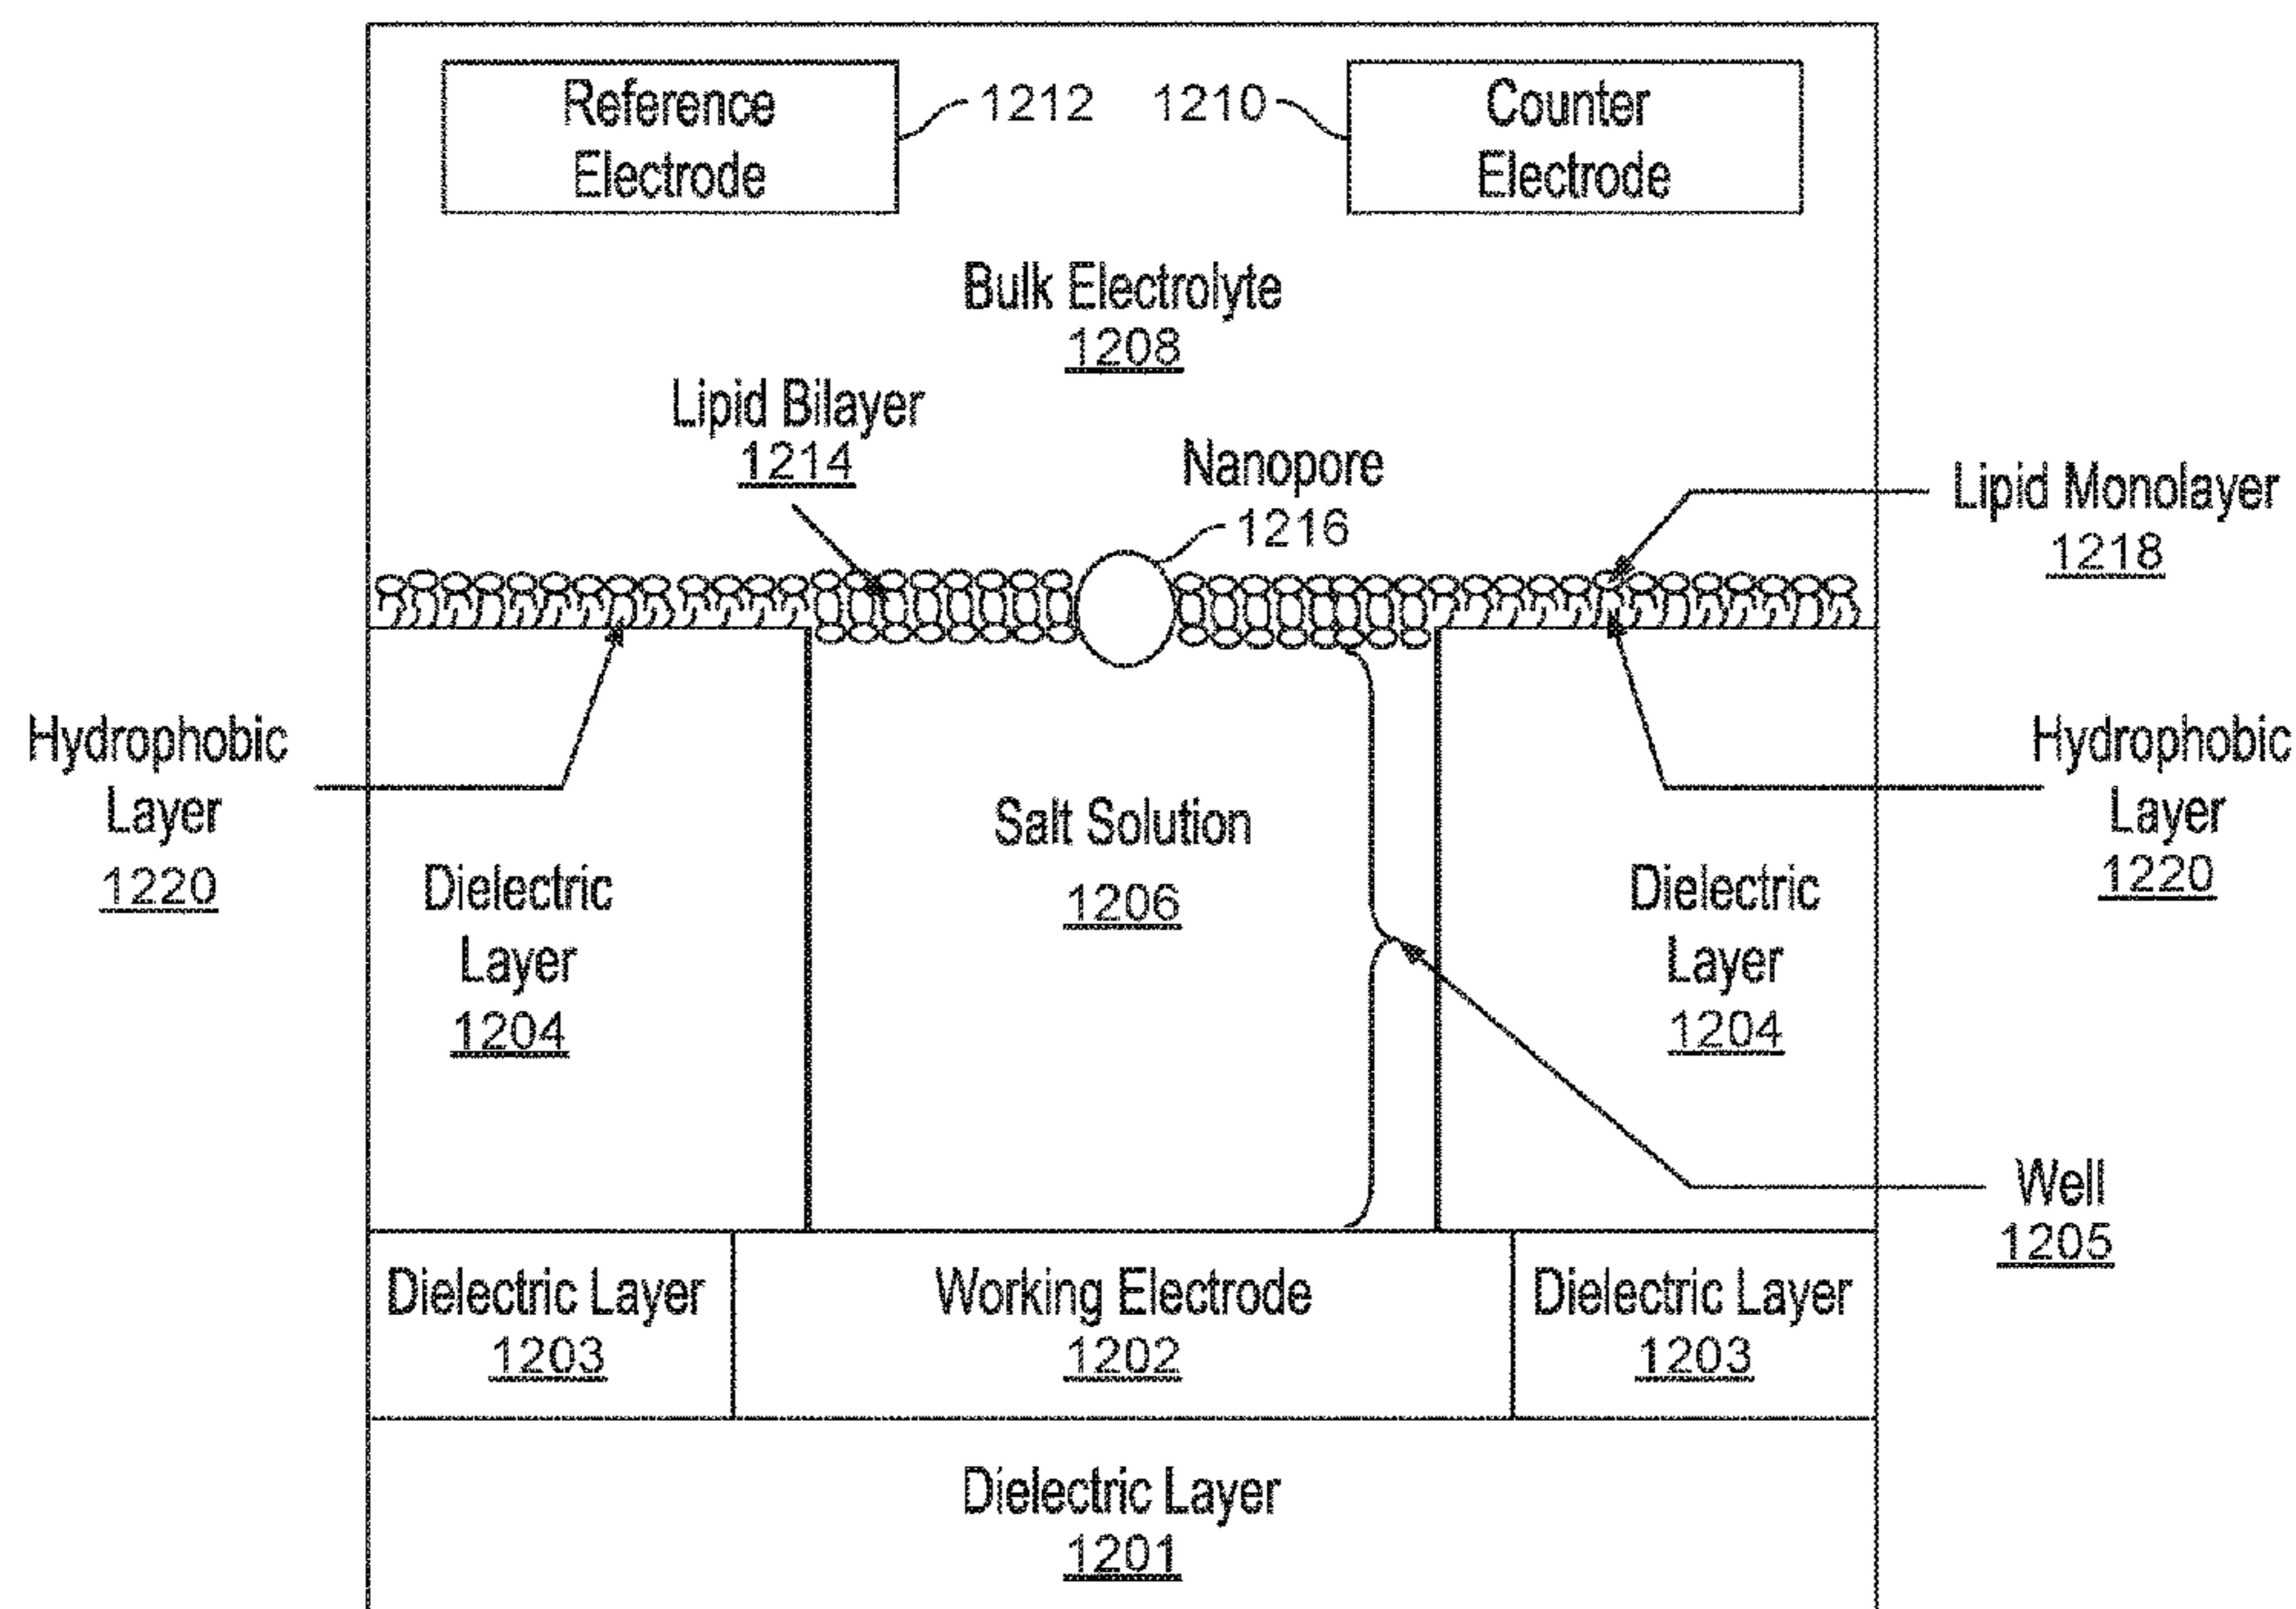 Reference
Electrode
1212
1210
Counter
Electrode
Bulk Electrolyte
1208
Lipid Bilayer
1214
Nanopore
1216
Lipid Monolayer
1218
Hydrophobic
Layer
1220
Dielectric
Layer
1204
Salt Solution
1206
Dielectric
Layer
1204
Hydrophobic
Layer
1220
Well
1205
Dielectric Layer
1203
Working Electrode
1202
Dielectric Layer
1203
Dielectric Layer
1201